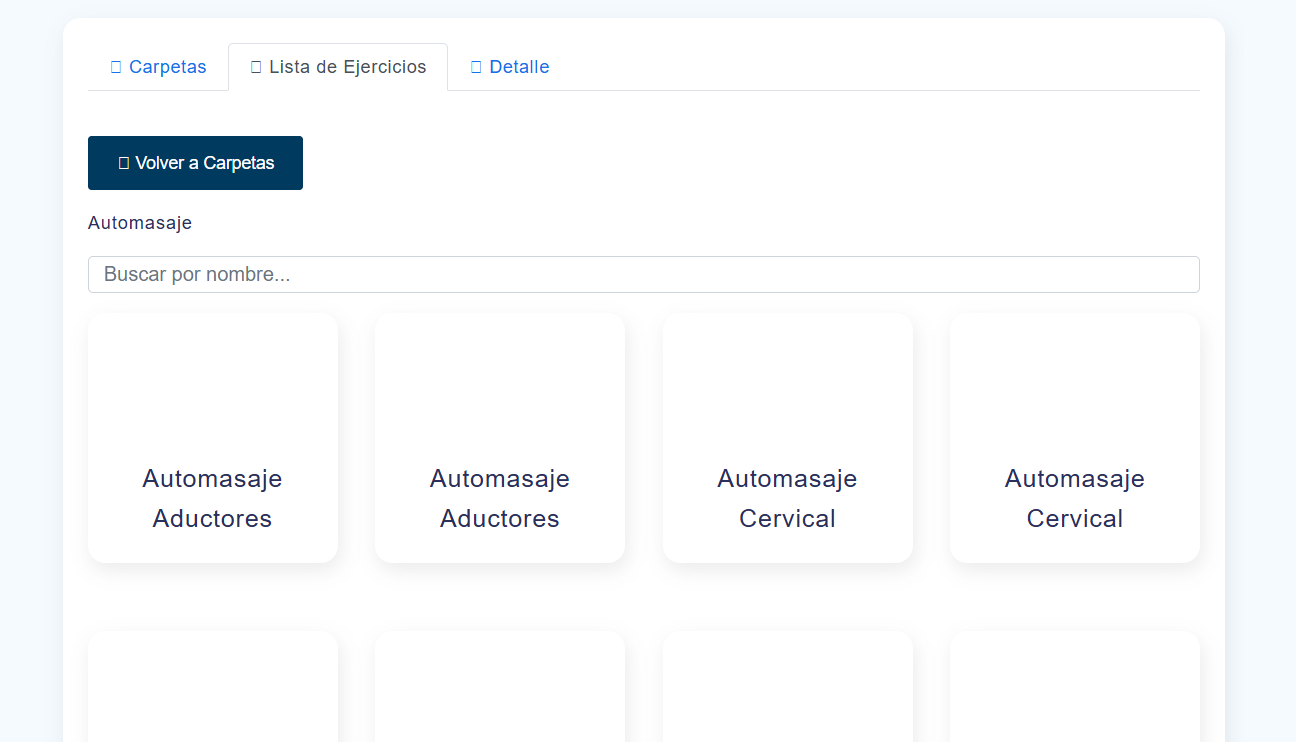 Carpetas
Lista de Ejercicios
Detalle
Volver a Carpetas
Automasaje
Buscar por nombre...
Automasaje
Aductores
Automasaje
Aductores
Automasaje
Cervical
Automasaje
Cervical